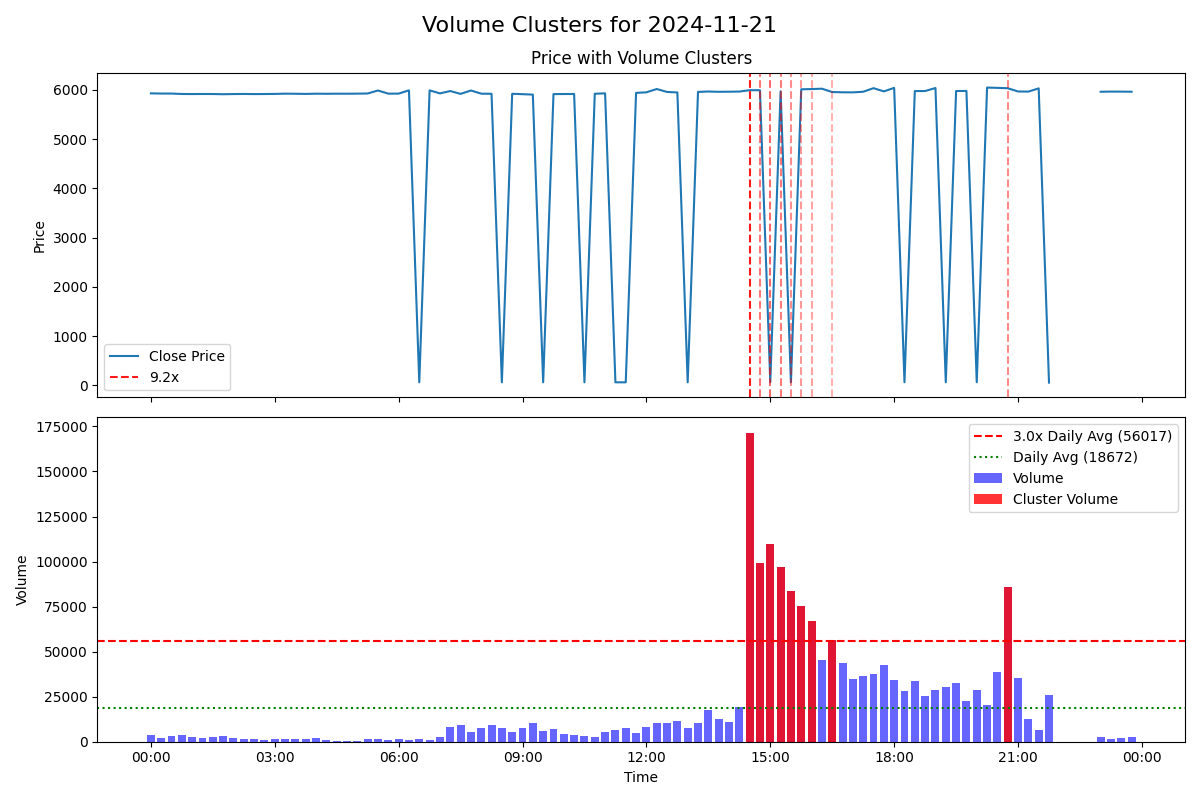 Volume Clusters for 2024-11-21
Price with Volume Clusters
Price
6000
5000
4000
3000
2000
1000
0
Close Price
9.2x
Volume
175000
150000
125000
100000
75000
50000
25000
0
3.0x Daily Avg (56017)
Daily Avg (18672)
Volume
Cluster Volume
00:00 03:00 06:00 09:00 12:00 15:00 18:00 21:00 00:00
Time